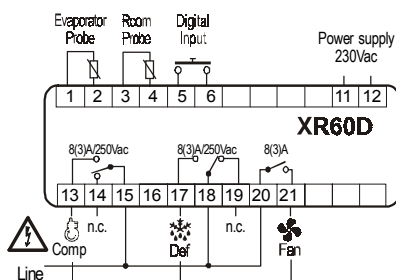 Evaporator Room Digital
Probe Probe Input
Power supply
230Vac
1 2 3 4 5 6 11 12
XR60D
8(3)A/250Vac 8(3)A/250Vac 8(3)A
13 14 15 16 17 18 19 20 21
n.c. n.c.
Comp Def Fan
Line